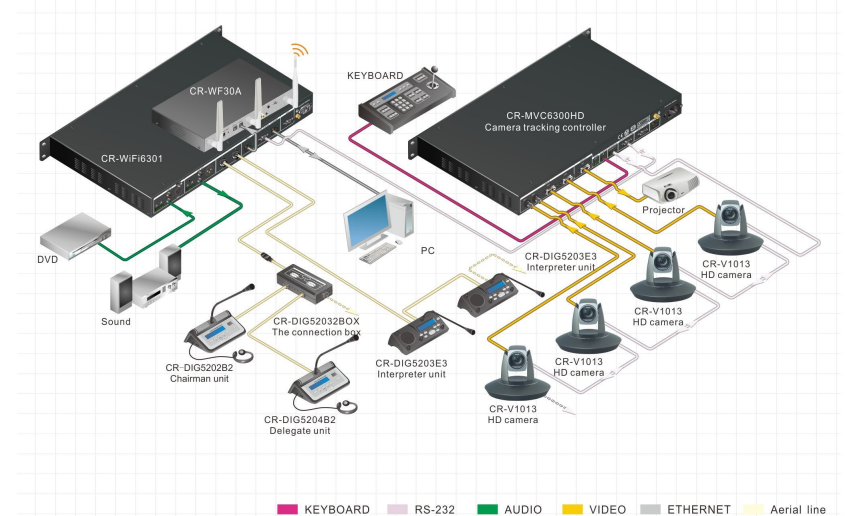 CR-WF30A
KEYBOARD
CR-MVC6300HD
Camera tracking controller
CR-WiFi6301
Projector
DVD
PC
CR-DIG5203E3
Interpreter unit
CR-V1013
HD camera
Sound
CR-DIG52032BOX
The connection box
CR-V1013
HD camera
CR-DIG5202B2
Chairman unit
CR-DIG5203E3
Interpreter unit
CR-V1013
HD camera
CR-DIG5204B2
Delegate unit
CR-V1013
HD camera
KEYBOARD RS-232 AUDIO VIDEO ETHERNET Aerial line